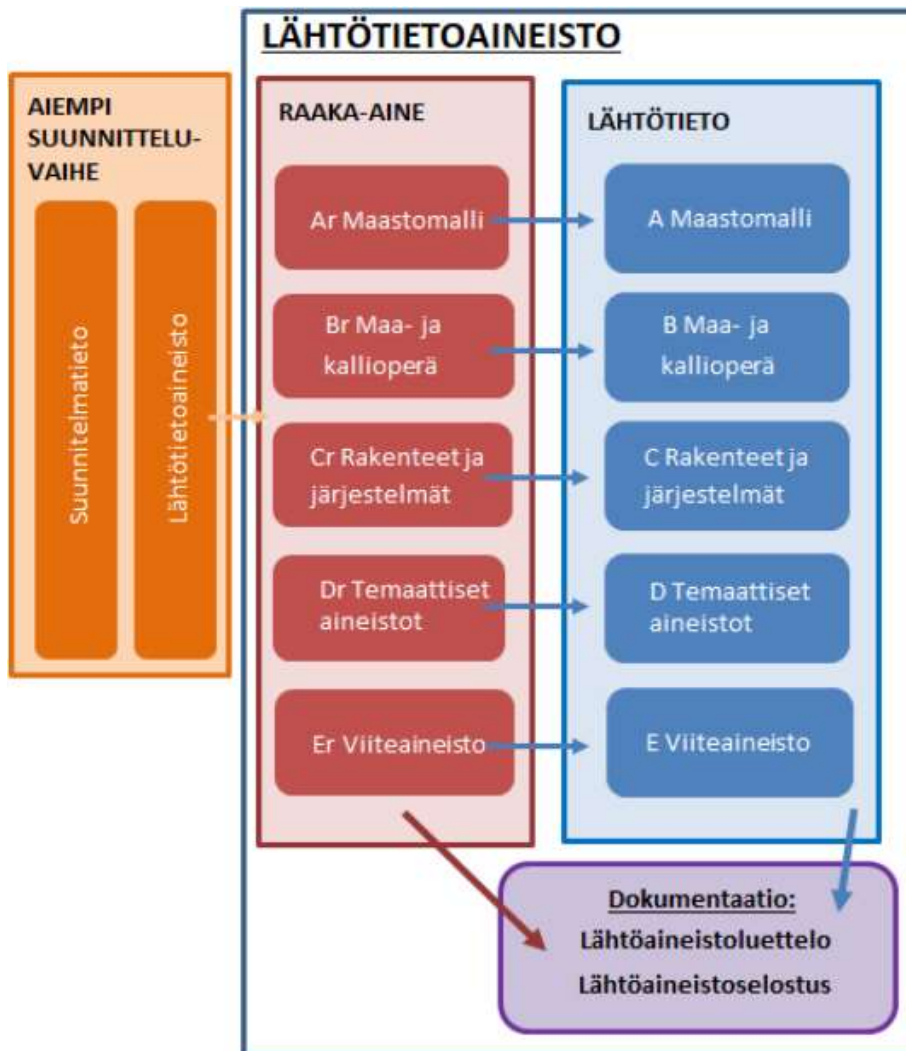 LÄHTÖTIETOAINEISTO
AIEMPI
SUUNNITTELU-
VAIHE
Suunnitelmatieto
Lähtötietoaineisto
RAAKA-AINE
Ar Maastomalli
Br Maa- ja
kallioperä
Cr Rakenteet ja
järjestelmät
Dr Temaattiset
aineistot
Er Viiteaineisto
LÄHTÖTIETO
A Maastomalli
B Maa- ja
kallioperä
C Rakenteet ja
järjestelmät
D Temaattiset
aineistot
E Viiteaineisto
Dokumentaatio:
Lähtöaineistoluettelo
Lähtöaineistoselostus